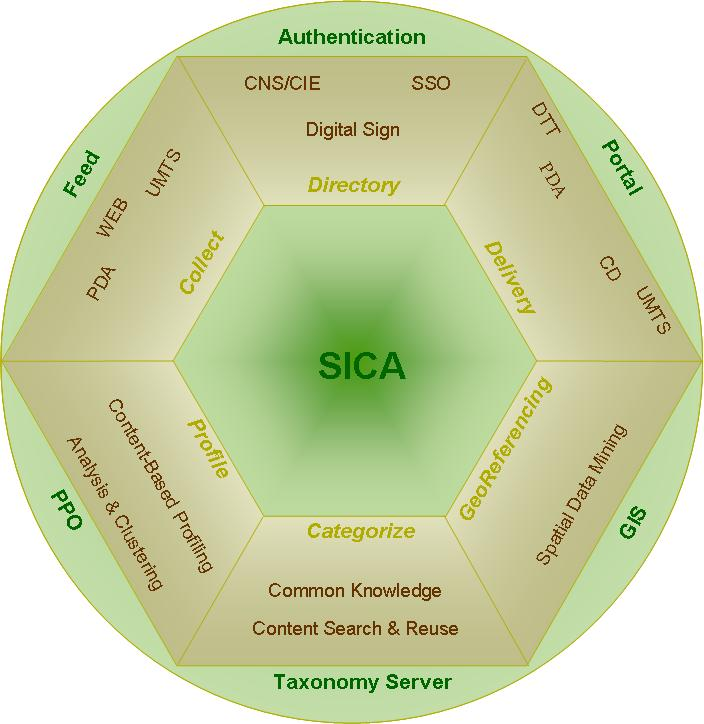 Authentication
CNS/CIE
SSO
Digital Sign
Directory
Portal
DTT
PDA
CD
UMTS
Delivery
GIS
Spatial Data Mining
GeoReferencing
Taxonomy Server
Categorize
Common Knowledge
Content Search & Reuse
PPO
Analysis & Clustering
Content-Based Profiling
Profile
Feed
PDA
WEB
UMTS
Collect
SICA